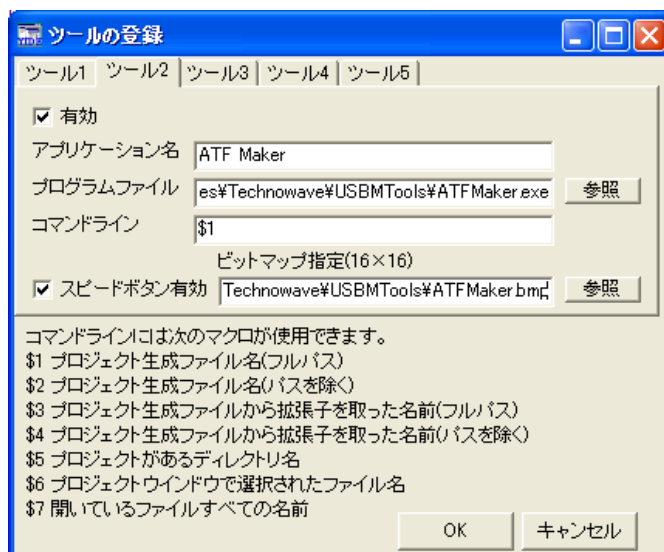 ツールの登録
ツール1 ツール2 ツール3 ツール4 ツール5
有効
アプリケーション名 ATF Maker
プログラムファイル es¥Technowave¥USBMTools¥ATFMaker.exe 参照
コマンドライン $1
ビットマップ指定(16×16)
スピードボタン有効 Technowave¥USBMTools¥ATFMaker.bmp 参照
コマンドラインには次のマクロが使用できます。
$1 プロジェクト生成ファイル名(フルパス)
$2 プロジェクト生成ファイル名(パスを除く)
$3 プロジェクト生成ファイルから拡張子を取った名前(フルパス)
$4 プロジェクト生成ファイルから拡張子を取った名前(パスを除く)
$5 プロジェクトがあるディレクトリ名
$6 プロジェクトウインドウで選択されたファイル名
$7 開いているファイルすべての名前
OK キャンセル